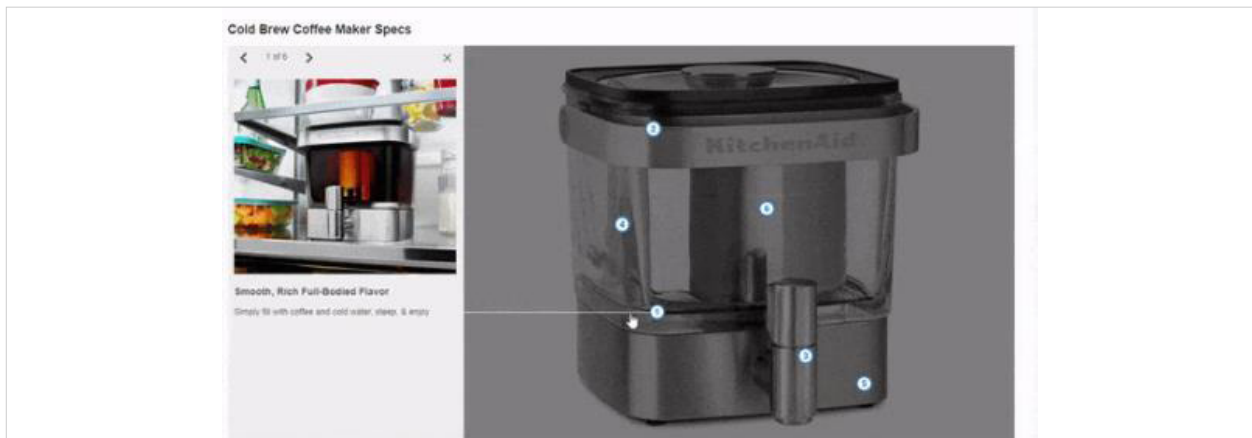 Cold Brew Coffee Maker Specs
1 of 6
KitchenAid
2
6
4
1
3
5
Smooth, Rich Full-Bodied Flavor
Simply fill with coffee and cold water, steep, & enjoy